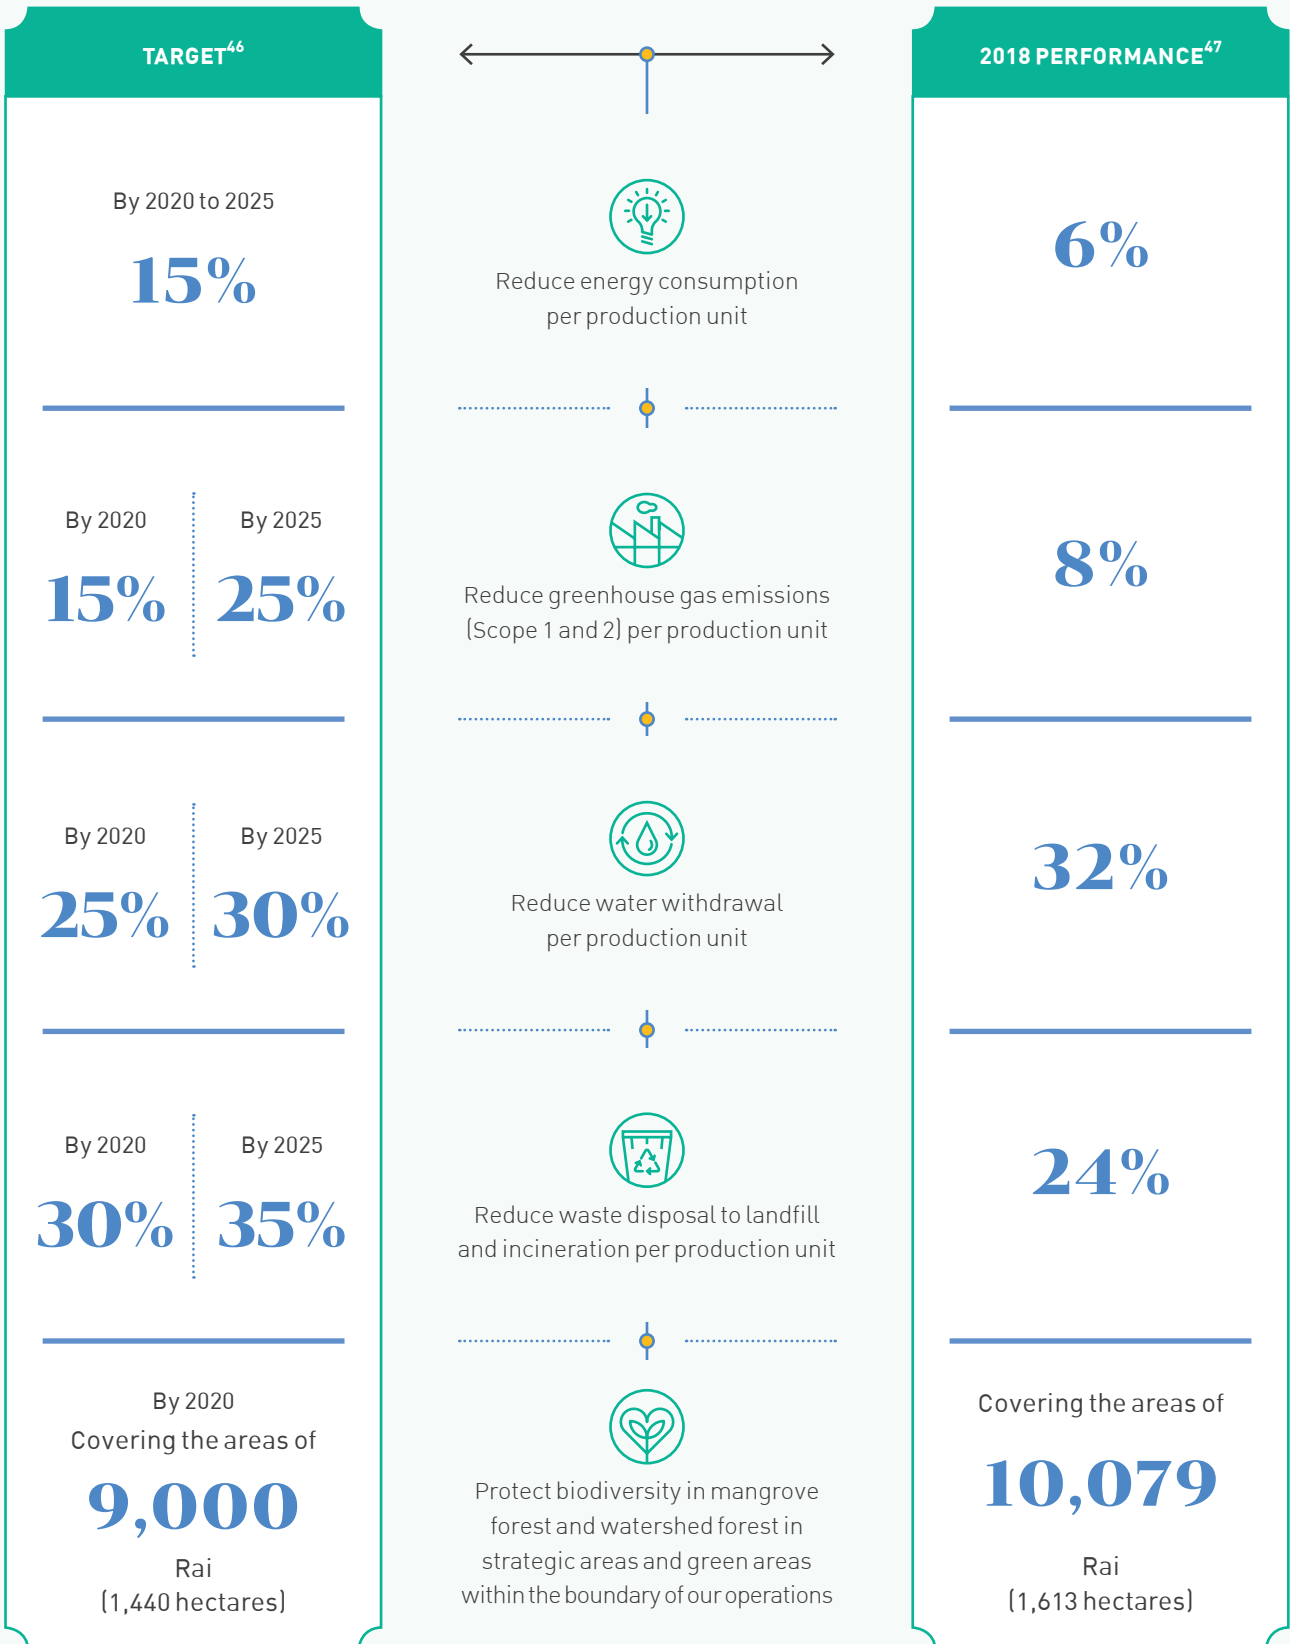 TARGET46
2018 PERFORMANCE47
By 2020 to 2025
15%
Reduce energy consumption
per production unit
6%
By 2020
15%
By 2025
25%
Reduce greenhouse gas emissions
(Scope 1 and 2) per production unit
8%
By 2020
25%
By 2025
30%
Reduce water withdrawal
per production unit
32%
By 2020
30%
By 2025
35%
Reduce waste disposal to landfill
and incineration per production unit
24%
By 2020
Covering the areas of
9,000
Rai
(1,440 hectares)
Protect biodiversity in mangrove
forest and watershed forest in
strategic areas and green areas
within the boundary of our operations
Covering the areas of
10,079
Rai
(1,613 hectares)